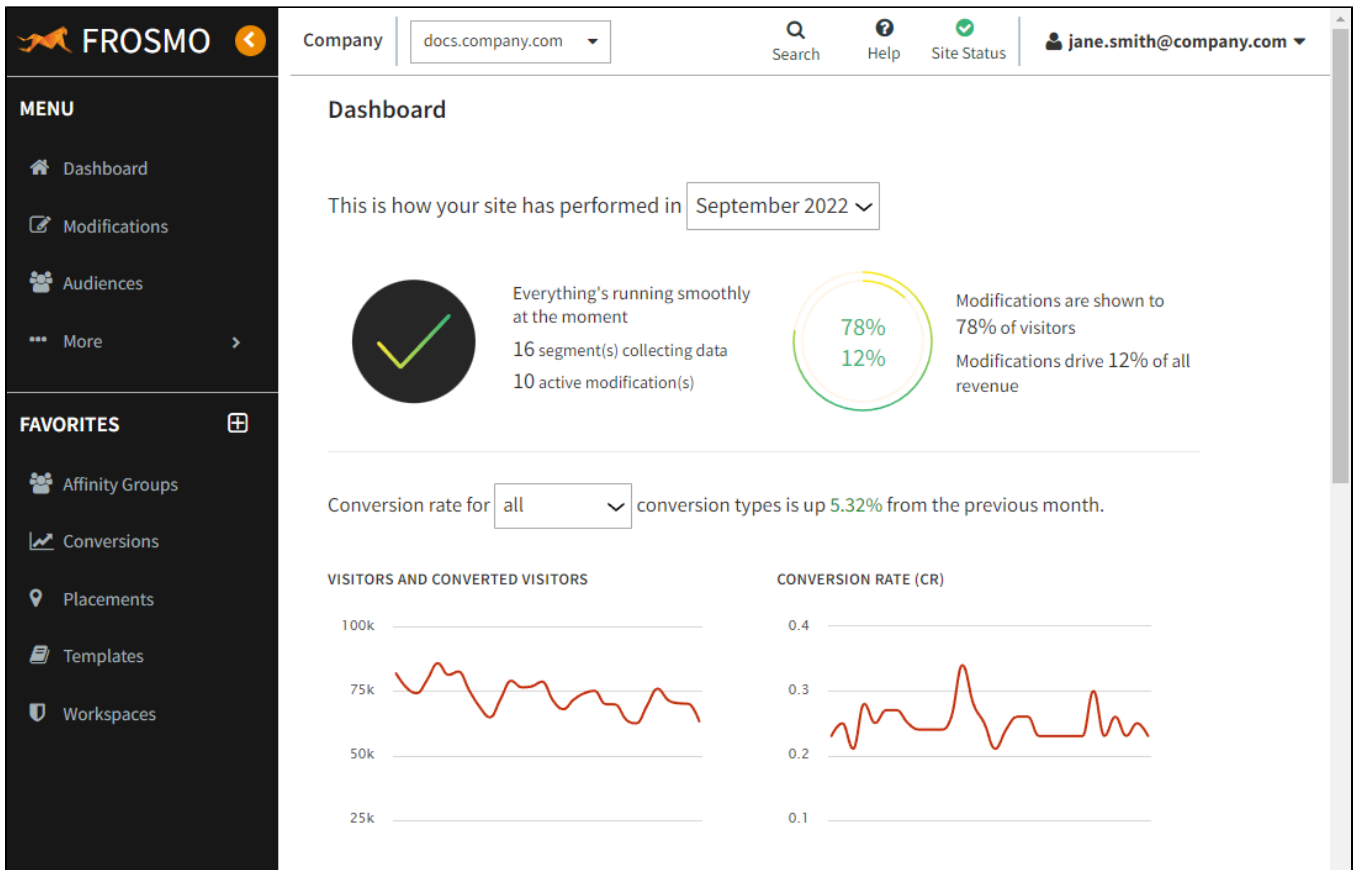 FROSMO
Company
docs.company.com
Search
Help
Site Status
jane.smith@company.com
MENU
Dashboard
Modifications
Audiences
More
FAVORITES
Affinity Groups
Conversions
Placements
Templates
Workspaces
Dashboard
This is how your site has performed in September 2022
Everything's running smoothly
at the moment
16 segment(s) collecting data
10 active modification(s)
78%
12%
Modifications are shown to
78% of visitors
Modifications drive 12% of all
revenue
Conversion rate for all conversion types is up 5.32% from the previous month.
VISITORS AND CONVERTED VISITORS
100k
75k
50k
25k
CONVERSION RATE (CR)
0.4
0.3
0.2
0.1